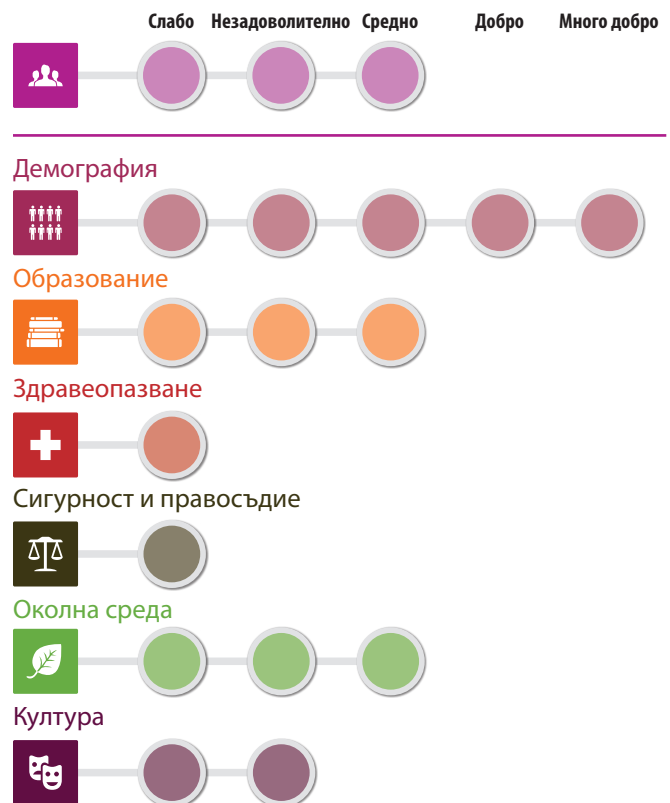 Слабо Незадоволително Средно Добро Много добро
Демография
Образование
Здравеопазване
Сигурност и правосъдие
Околна среда
Култура